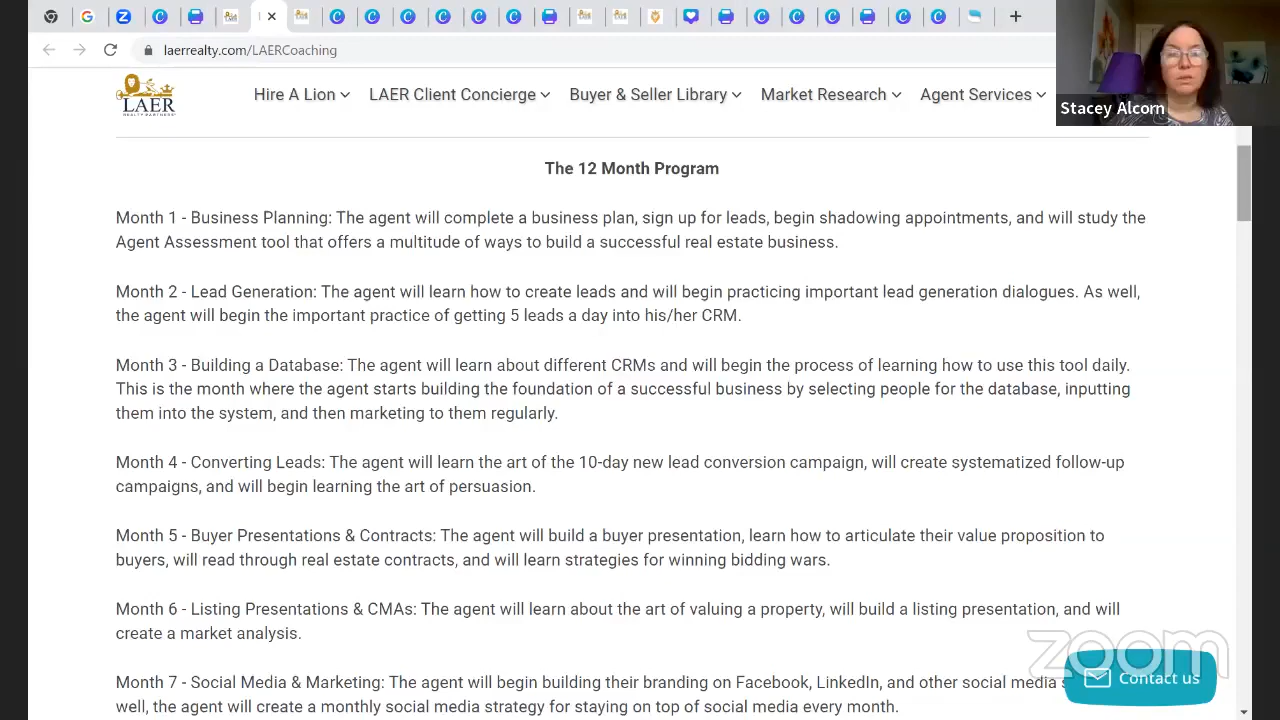 laerrealty.com/LAERCoaching
LAER
REALTY PARTNERS
Hire A Lion LAER Client Concierge Buyer & Seller Library Market Research Agent Services
Stacey Alcorn
The 12 Month Program
Month 1 - Business Planning: The agent will complete a business plan, sign up for leads, begin shadowing appointments, and will study the
Agent Assessment tool that offers a multitude of ways to build a successful real estate business.
Month 2 - Lead Generation: The agent will learn how to create leads and will begin practicing important lead generation dialogues. As well,
the agent will begin the important practice of getting 5 leads a day into his/her CRM.
Month 3 - Building a Database: The agent will learn about different CRMs and will begin the process of learning how to use this tool daily.
This is the month where the agent starts building the foundation of a successful business by selecting people for the database, inputting
them into the system, and then marketing to them regularly.
Month 4 - Converting Leads: The agent will learn the art of the 10-day new lead conversion campaign, will create systematized follow-up
campaigns, and will begin learning the art of persuasion.
Month 5 - Buyer Presentations & Contracts: The agent will build a buyer presentation, learn how to articulate their value proposition to
buyers, will read through real estate contracts, and will learn strategies for winning bidding wars.
Month 6 - Listing Presentations & CMAs: The agent will learn about the art of valuing a property, will build a listing presentation, and will
create a market analysis.
zoom
Contact us
Month 7 - Social Media & Marketing: The agent will begin building their branding on Facebook, LinkedIn, and other social media
well, the agent will create a monthly social media strategy for staying on top of social media every month.